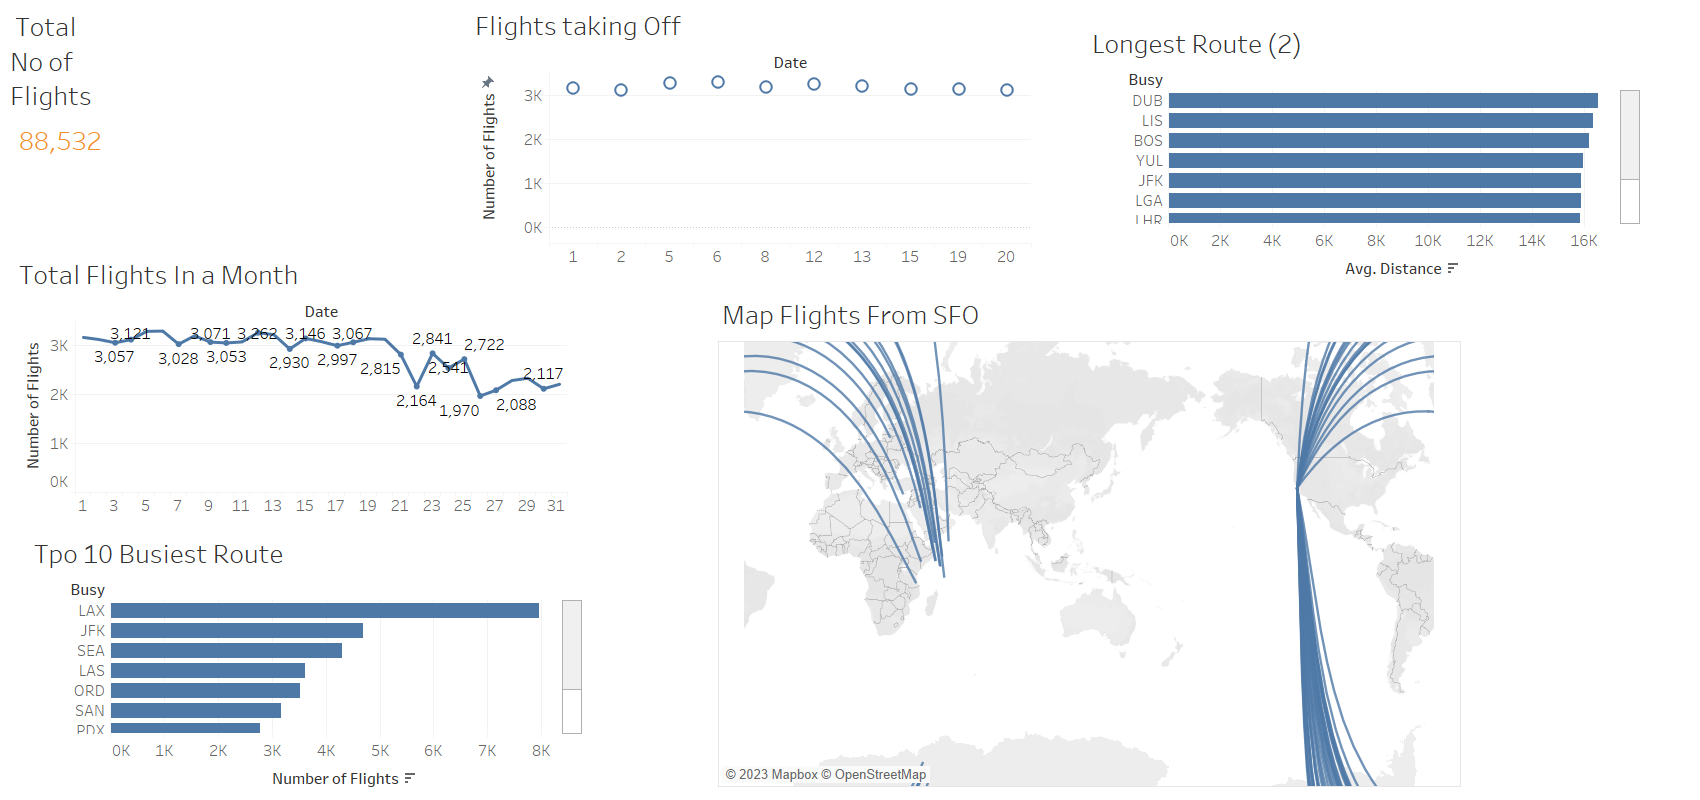 Total
No of
Flights
88,532
Flights taking Off
Date
Number of Flights
3K
2K
1K
0K
1 2 5 6 8 12 13 15 19 20
Longest Route (2)
Busy
DUB
LIS
BOS
YUL
JFK
LGA
LHR
0K 2K 4K 6K 8K 10K 12K 14K 16K
Avg. Distance
Total Flights In a Month
Date
Number of Flights
3K
2K
1K
0K
3,121 3,071 3,262 3,146 3,067 2,841 2,722
3,057 3,028 3,053 2,930 2,997 2,815 2,541 2,117
2,164 1,970 2,088
1 3 5 7 9 11 13 15 17 19 21 23 25 27 29 31
Tpo 10 Busiest Route
Busy
LAX
JFK
SEA
LAS
ORD
SAN
PDX
0K 1K 2K 3K 4K 5K 6K 7K 8K
Number of Flights
Map Flights From SFO
© 2023 Mapbox © OpenStreetMap